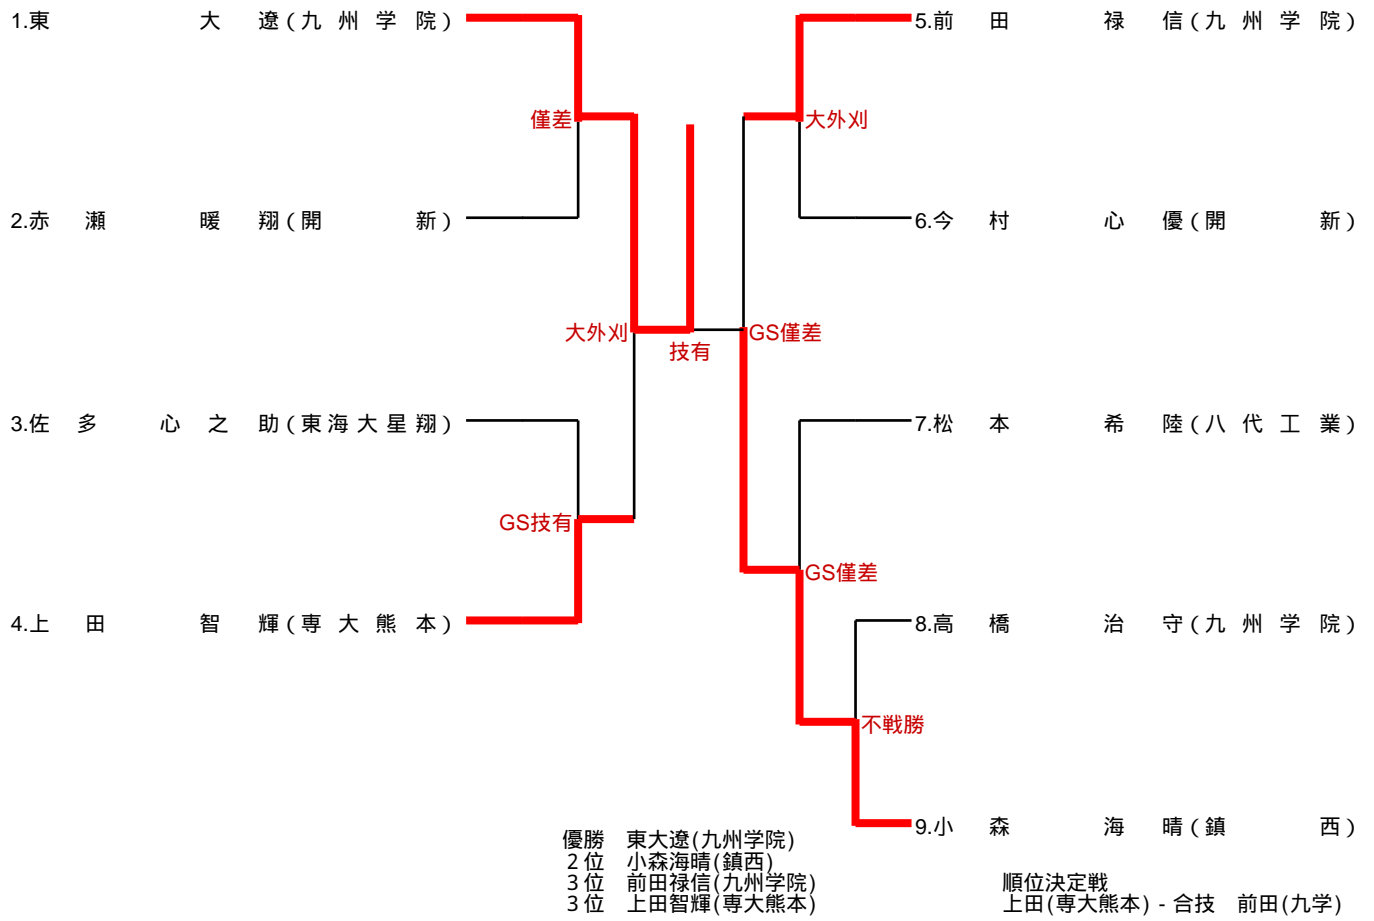 1.東 大 遼(九 州 学 院)
5.前 田 禄 信(九 州 学 院)
僅差
大外刈
2.赤 瀬 暖 翔(開 新)
6.今 村 心 優(開 新)
大外刈
技有
GS僅差
3.佐 多 心 之 助(東 海 大 星 翔)
7.松 本 希 陸(八 代 工 業)
GS技有
GS僅差
4.上 田 智 輝(専 大 熊 本)
8.高 橋 治 守(九 州 学 院)
不戦勝
9.小 森 海 晴(鎮 西)
優勝 東大遼(九州学院)
2位 小森海晴(鎮西)
3位 前田禄信(九州学院)
3位 上田智輝(専大熊本)
順位決定戦
上田(専大熊本) - 合技 前田(九学)